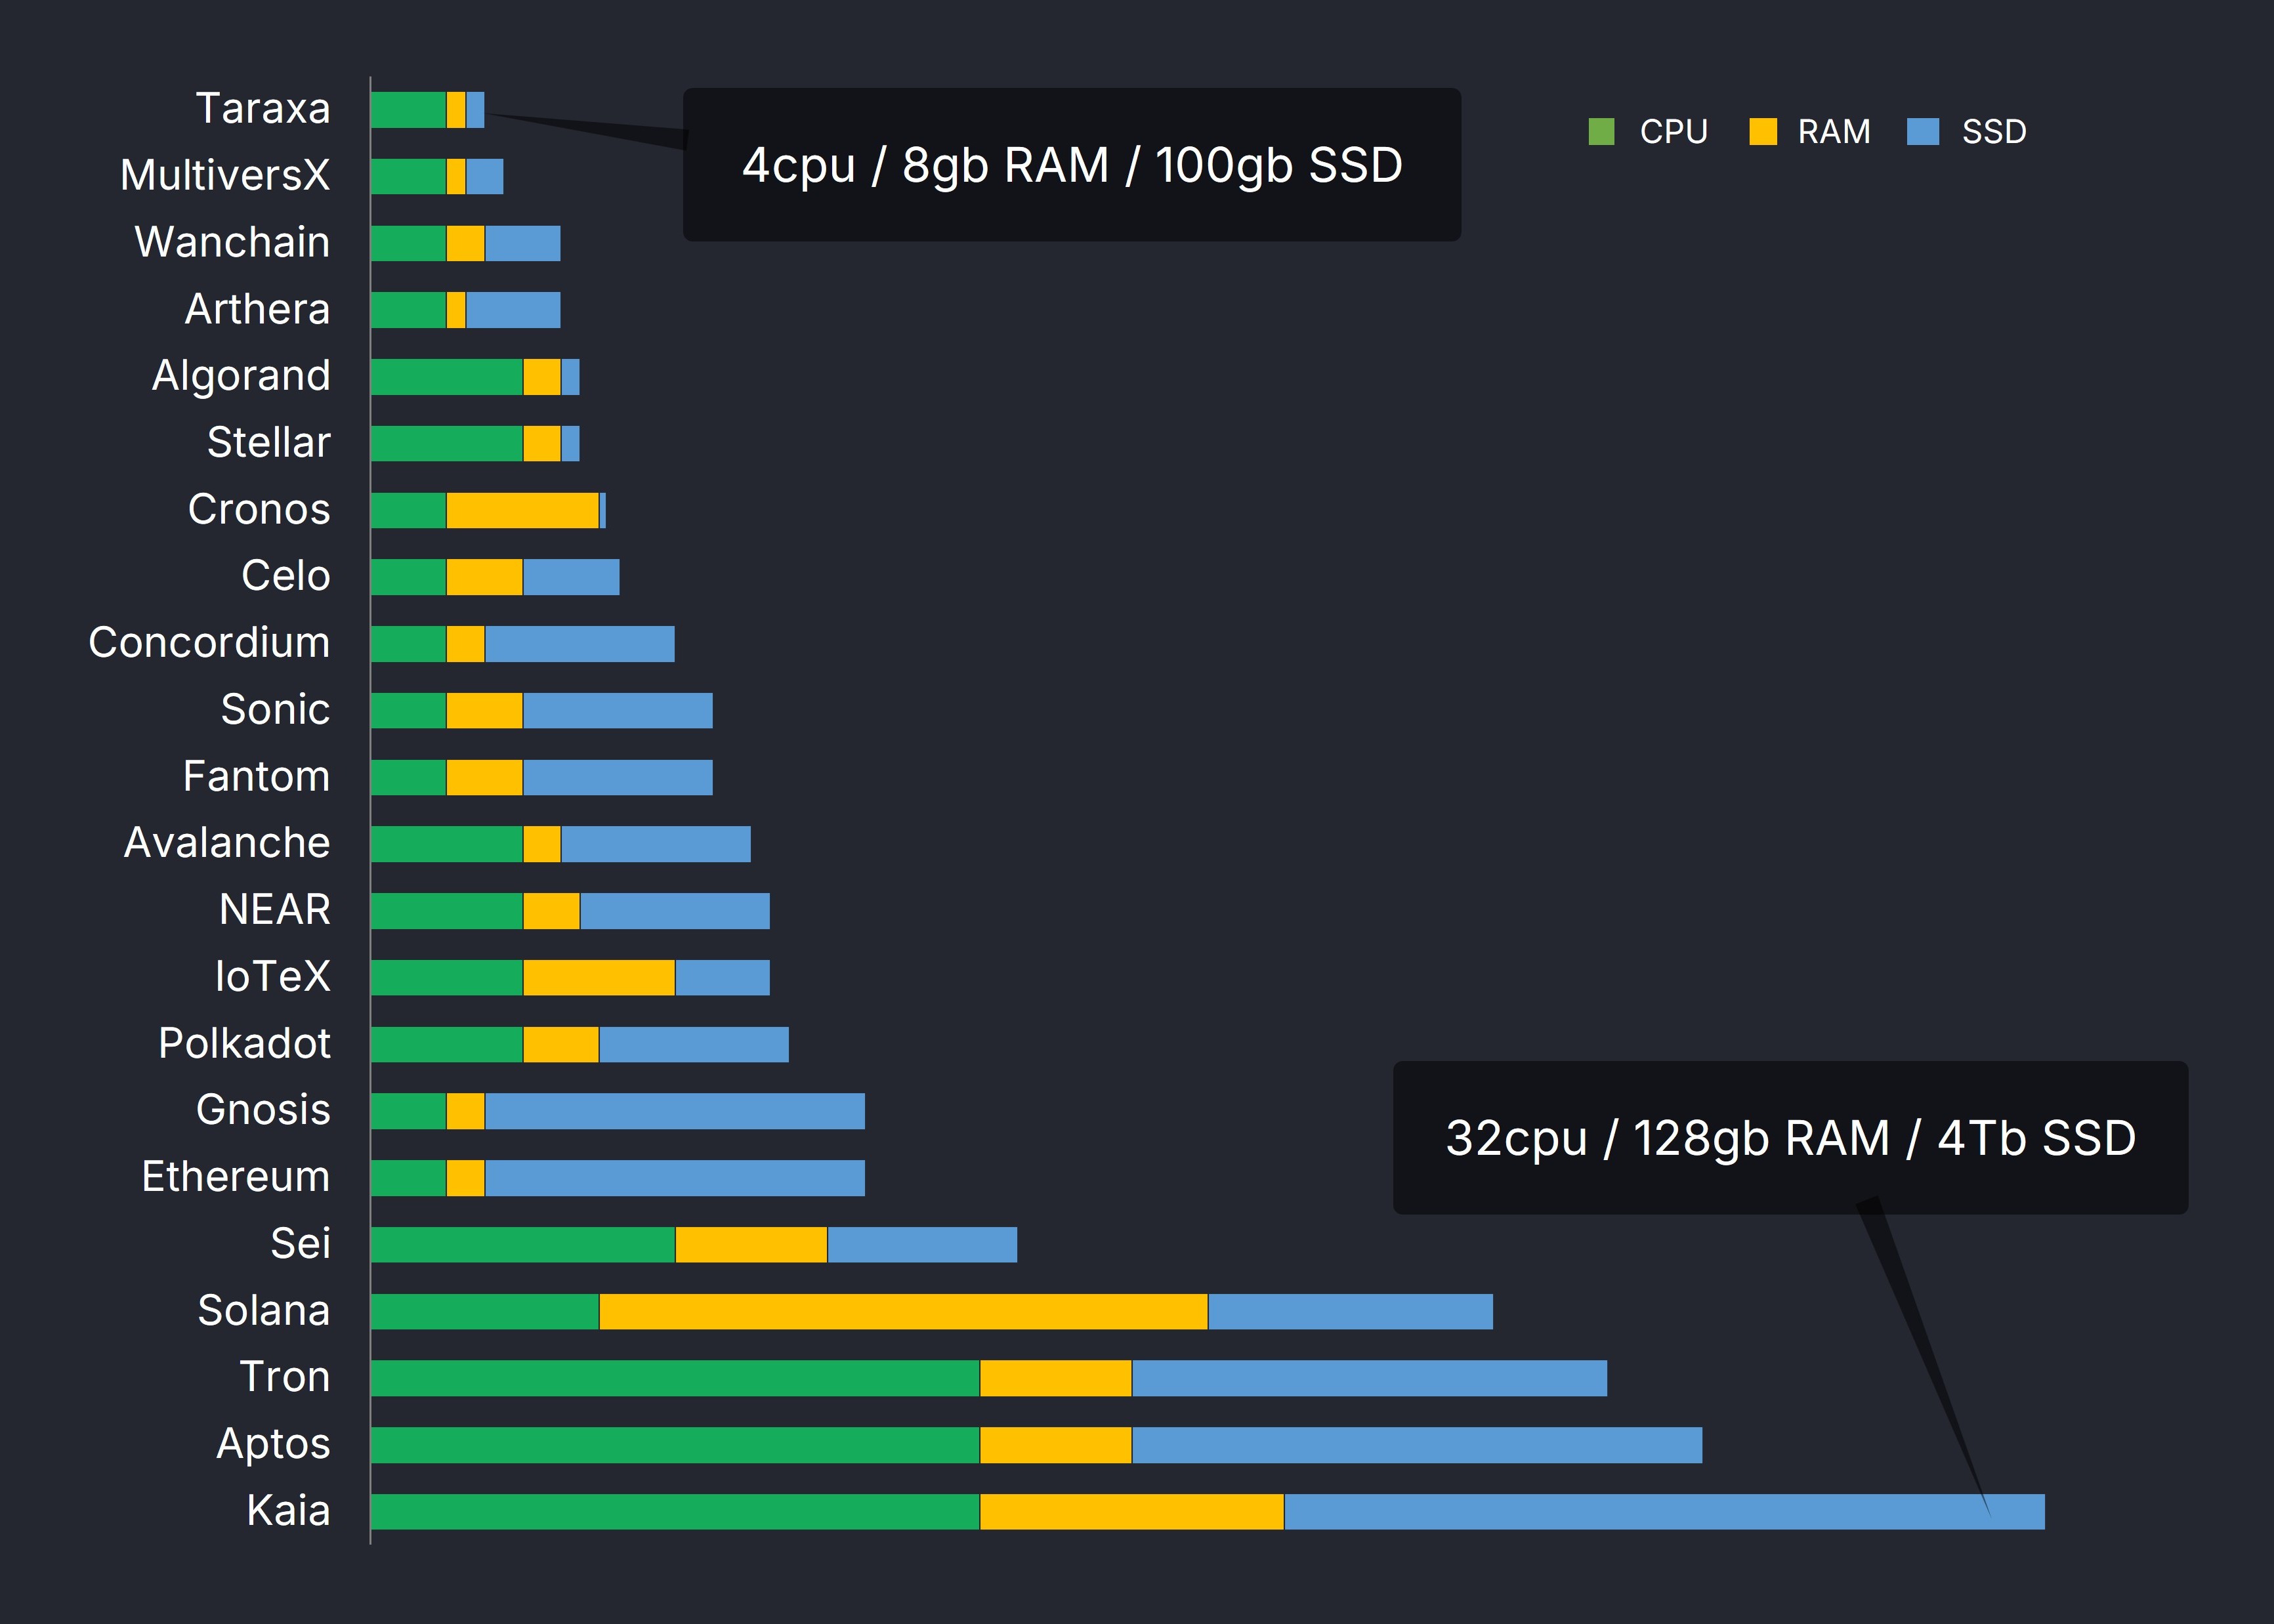 Taraxa
4cpu / 8gb RAM / 100gb SSD
CPU RAM SSD
MultiversX
Wanchain
Arthera
Algorand
Stellar
Cronos
Celo
Concordium
Sonic
Fantom
Avalanche
NEAR
IoTeX
Polkadot
Gnosis
32cpu / 128gb RAM / 4Tb SSD
Ethereum
Sei
Solana
Tron
Aptos
Kaia